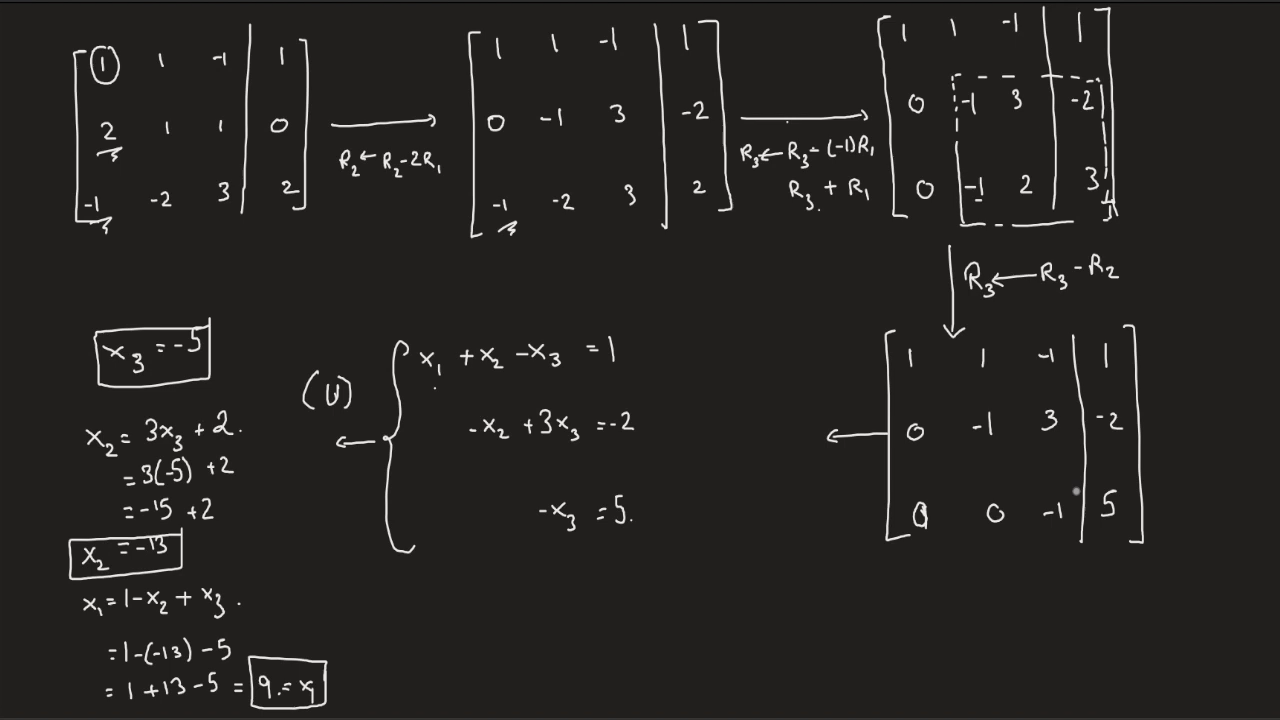 1 1 -1 | 1
2 1 1 | 0
-1 -2 3 | 2
R₂ ← R₂ - 2R₁
1 1 -1 | 1
0 -1 3 | -2
-1 -2 3 | 2
R₃ ← R₃ - (-1)R₁
R₃ + R₁
1 1 -1 | 1
0 -1 3 | -2
0 -1 2 | 3
R₃ ← R₃ - R₂
1 1 -1 | 1
0 -1 3 | -2
0 0 -1 | 5
(U)
x₁ + x₂ - x₃ = 1
-x₂ + 3x₃ = -2
-x₃ = 5.
x₃ = -5
x₂ = 3x₃ + 2.
= 3(-5) + 2
= -15 + 2
x₂ = -13
x₁ = 1 - x₂ + x₃.
= 1 - (-13) - 5
= 1 + 13 - 5 = 9 = x₁